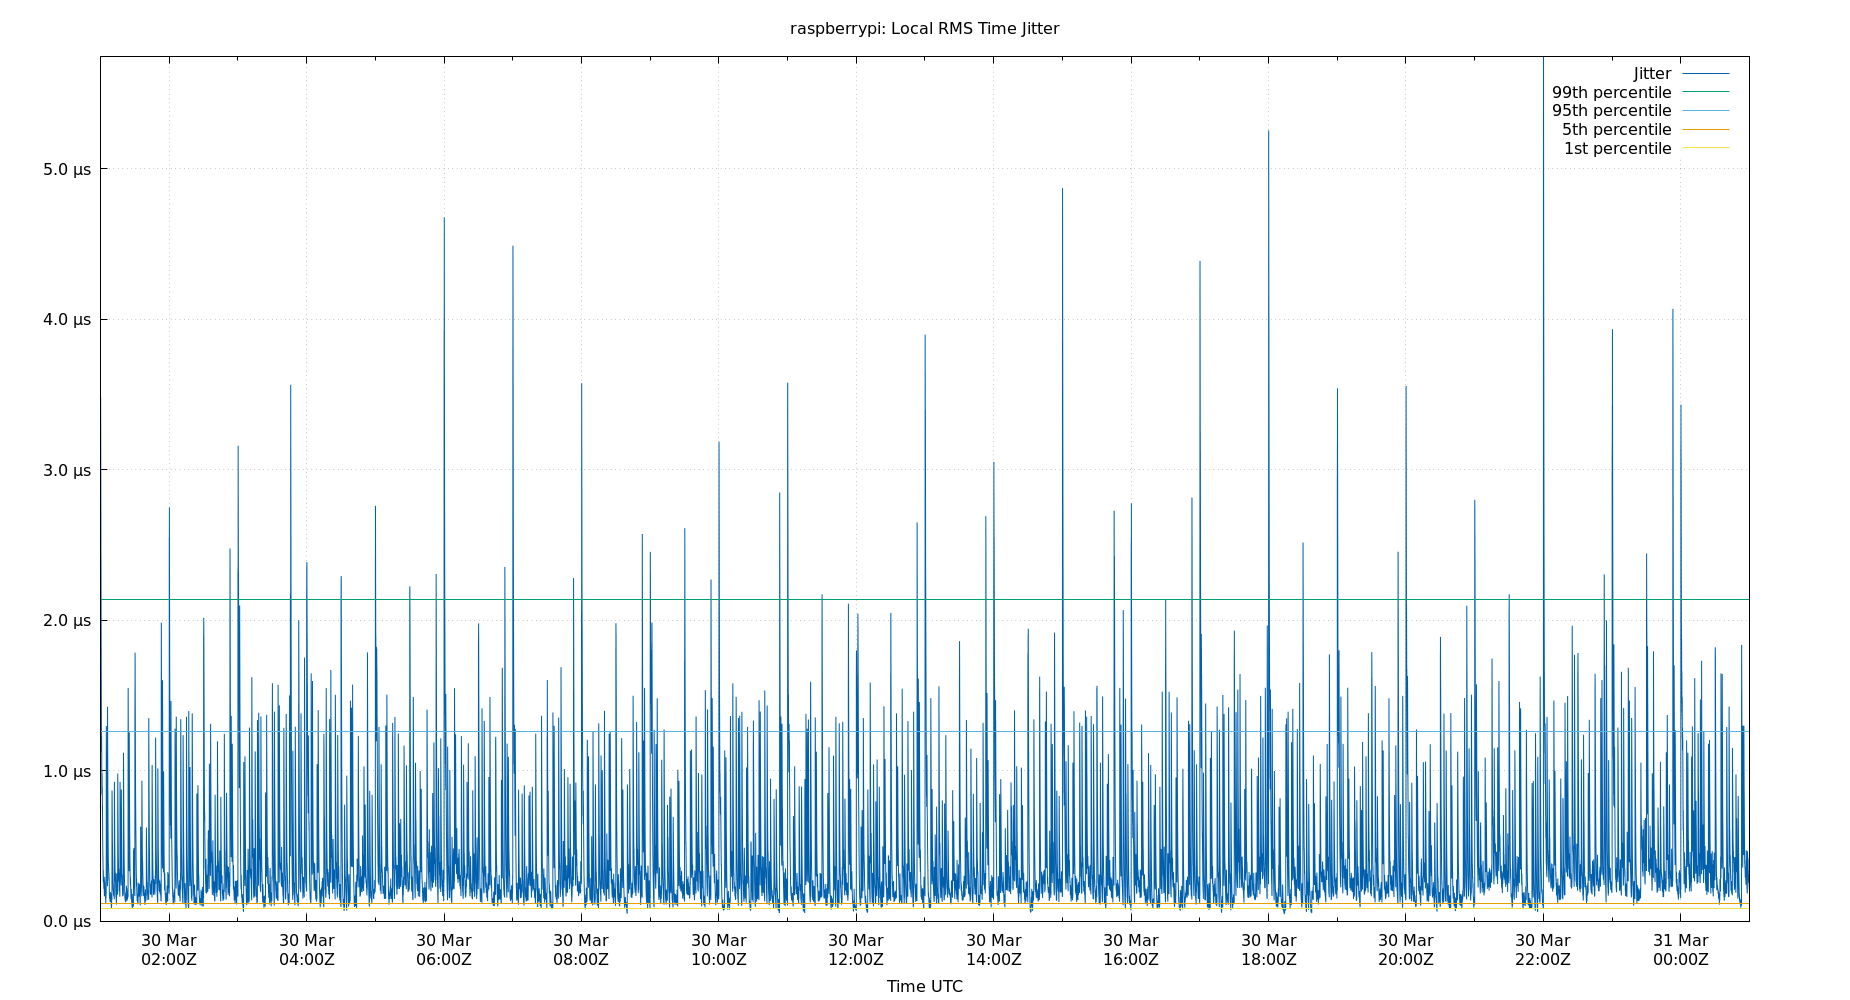 raspberrypi: Local RMS Time Jitter
Jitter
99th percentile
95th percentile
5th percentile
1st percentile
5.0 µs
4.0 µs
3.0 µs
2.0 µs
1.0 µs
0.0 µs
30 Mar 30 Mar 30 Mar 30 Mar 30 Mar 30 Mar 30 Mar 30 Mar 30 Mar 30 Mar 30 Mar 31 Mar
02:00Z 04:00Z 06:00Z 08:00Z 10:00Z 12:00Z 14:00Z 16:00Z 18:00Z 20:00Z 22:00Z 00:00Z
Time UTC